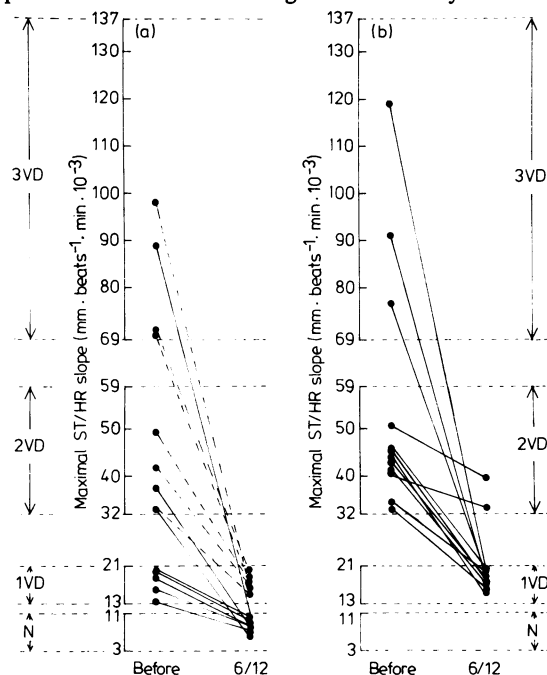 (a)
(b)
Maximal ST/HR slope (mm · beats⁻¹. min · 10⁻³)
137
130
120
110
100
90
80
69
59
50
40
32
21
13
11
3
3VD
2VD
1VD
N
Before 6/12
Maximal ST/HR slope (mm · beats⁻¹. min · 10⁻³)
137
130
120
110
100
90
80
69
59
50
40
32
21
13
11
3
3VD
2VD
1VD
N
Before 6/12